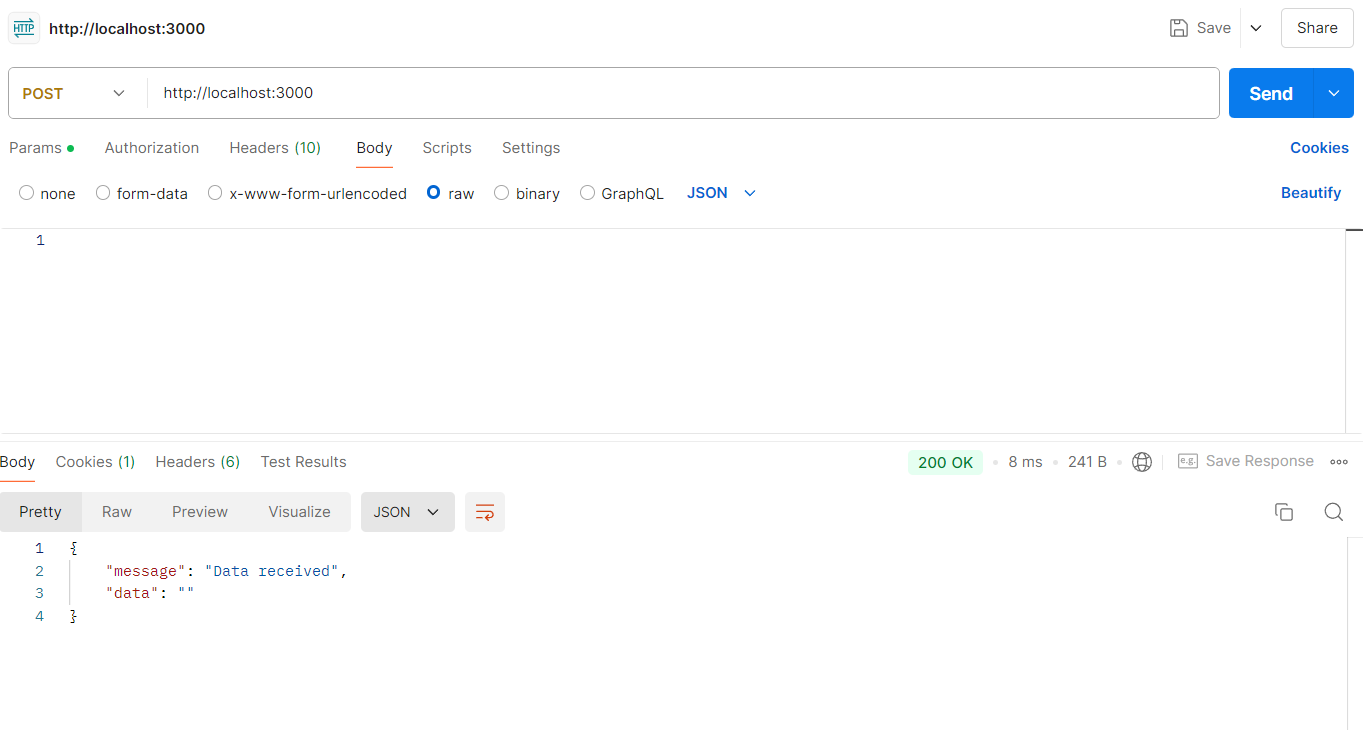 HTTP http://localhost:3000 Save Share
POST http://localhost:3000 Send
Params Authorization Headers (10) Body Scripts Settings Cookies
none form-data x-www-form-urlencoded raw binary GraphQL JSON Beautify
1
Body Cookies (1) Headers (6) Test Results 200 OK 8 ms 241 B e.g. Save Response
Pretty Raw Preview Visualize JSON
1 {
2 "message": "Data received",
3 "data": ""
4 }